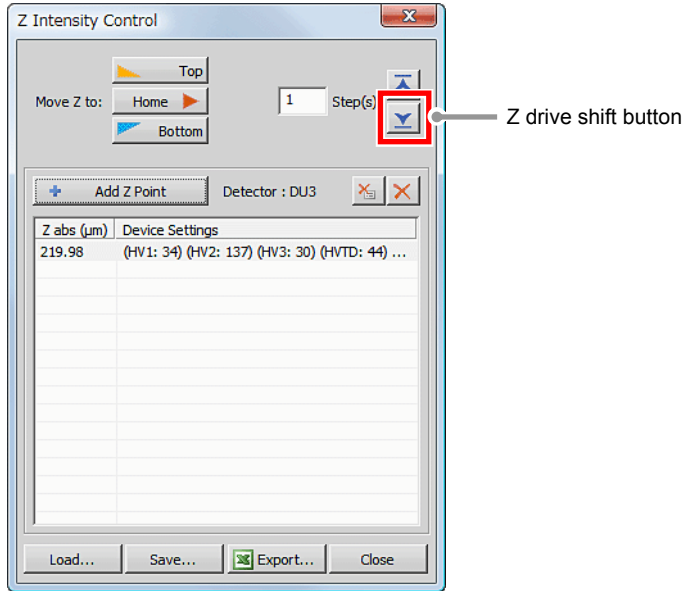 Z Intensity Control
Top
Move Z to: Home 1 Step(s)
Bottom
Z drive shift button
Add Z Point Detector : DU3
Z abs (µm) Device Settings
219.98 (HV1: 34) (HV2: 137) (HV3: 30) (HVTD: 44) ...
Load... Save... Export... Close